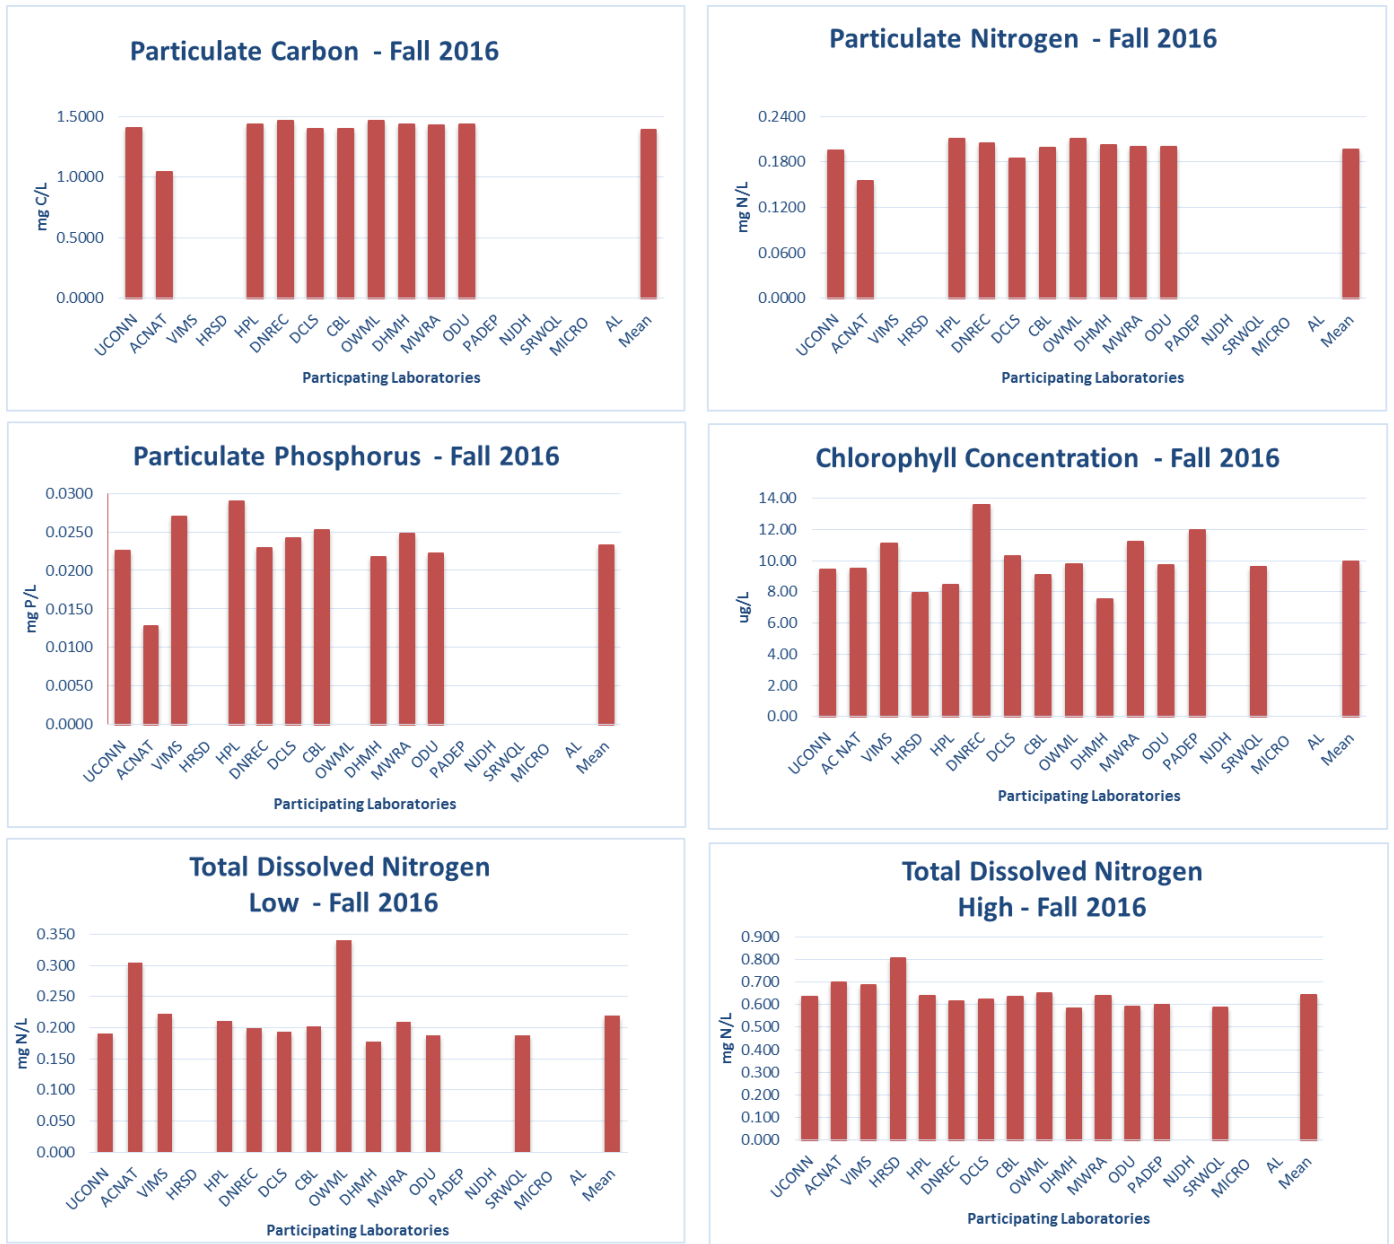 Particulate Carbon - Fall 2016
1.5000
1.0000
0.5000
0.0000
mg C/L
UCONN
ACNAT
VIMS
HRSD
HPL
DNREC
DCLS
CBL
OWML
DHMH
MWRA
ODU
PADEP
NJDH
SRWQL
MICRO
AL
Mean
Particpating Laboratories
Particulate Nitrogen - Fall 2016
0.2400
0.1800
0.1200
0.0600
0.0000
mg N/L
UCONN
ACNAT
VIMS
HRSD
HPL
DNREC
DCLS
CBL
OWML
DHMH
MWRA
ODU
PADEP
NJDH
SRWQL
MICRO
AL
Mean
Participating Laboratories
Particulate Phosphorus - Fall 2016
0.0300
0.0250
0.0200
0.0150
0.0100
0.0050
0.0000
mg P/L
UCONN
ACNAT
VIMS
HRSD
HPL
DNREC
DCLS
CBL
OWML
DHMH
MWRA
ODU
PADEP
NJDH
SRWQL
MICRO
AL
Mean
Participating Laboratories
Chlorophyll Concentration - Fall 2016
14.00
12.00
10.00
8.00
6.00
4.00
2.00
0.00
ug/L
UCONN
AC NAT
VIMS
HRSD
HPL
DNREC
DCLS
CBL
OWML
DHMH
MWRA
ODU
PADEP
NJDH
SRWQL
MICRO
AL
Mean
Participating Laboratories
Total Dissolved Nitrogen
Low - Fall 2016
0.350
0.300
0.250
0.200
0.150
0.100
0.050
0.000
mg N/L
UCONN
ACNAT
VIMS
HRSD
HPL
DNREC
DCLS
CBL
OWML
DHMH
MWRA
ODU
PADEP
NJDH
SRWQL
MICRO
AL
Mean
Participating Laboratories
Total Dissolved Nitrogen
High - Fall 2016
0.900
0.800
0.700
0.600
0.500
0.400
0.300
0.200
0.100
0.000
mg N/L
UCONN
ACNAT
VIMS
HRSD
HPL
DNREC
DCLS
CBL
OWML
DHMH
MWRA
ODU
PADEP
NJDH
SRWQL
MICRO
AL
Mean
Participating Laboratories